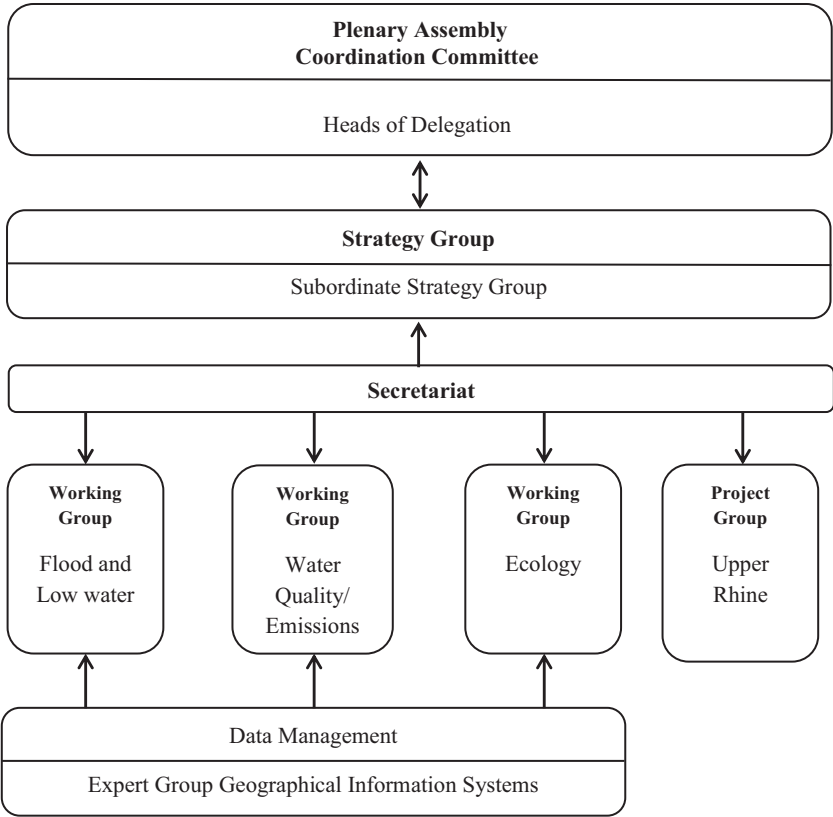 Plenary Assembly
Coordination Committee
Heads of Delegation
Strategy Group
Subordinate Strategy Group
Secretariat
Working
Group
Flood and
Low water
Working
Group
Water
Quality/
Emissions
Working
Group
Ecology
Project
Group
Upper
Rhine
Data Management
Expert Group Geographical Information Systems